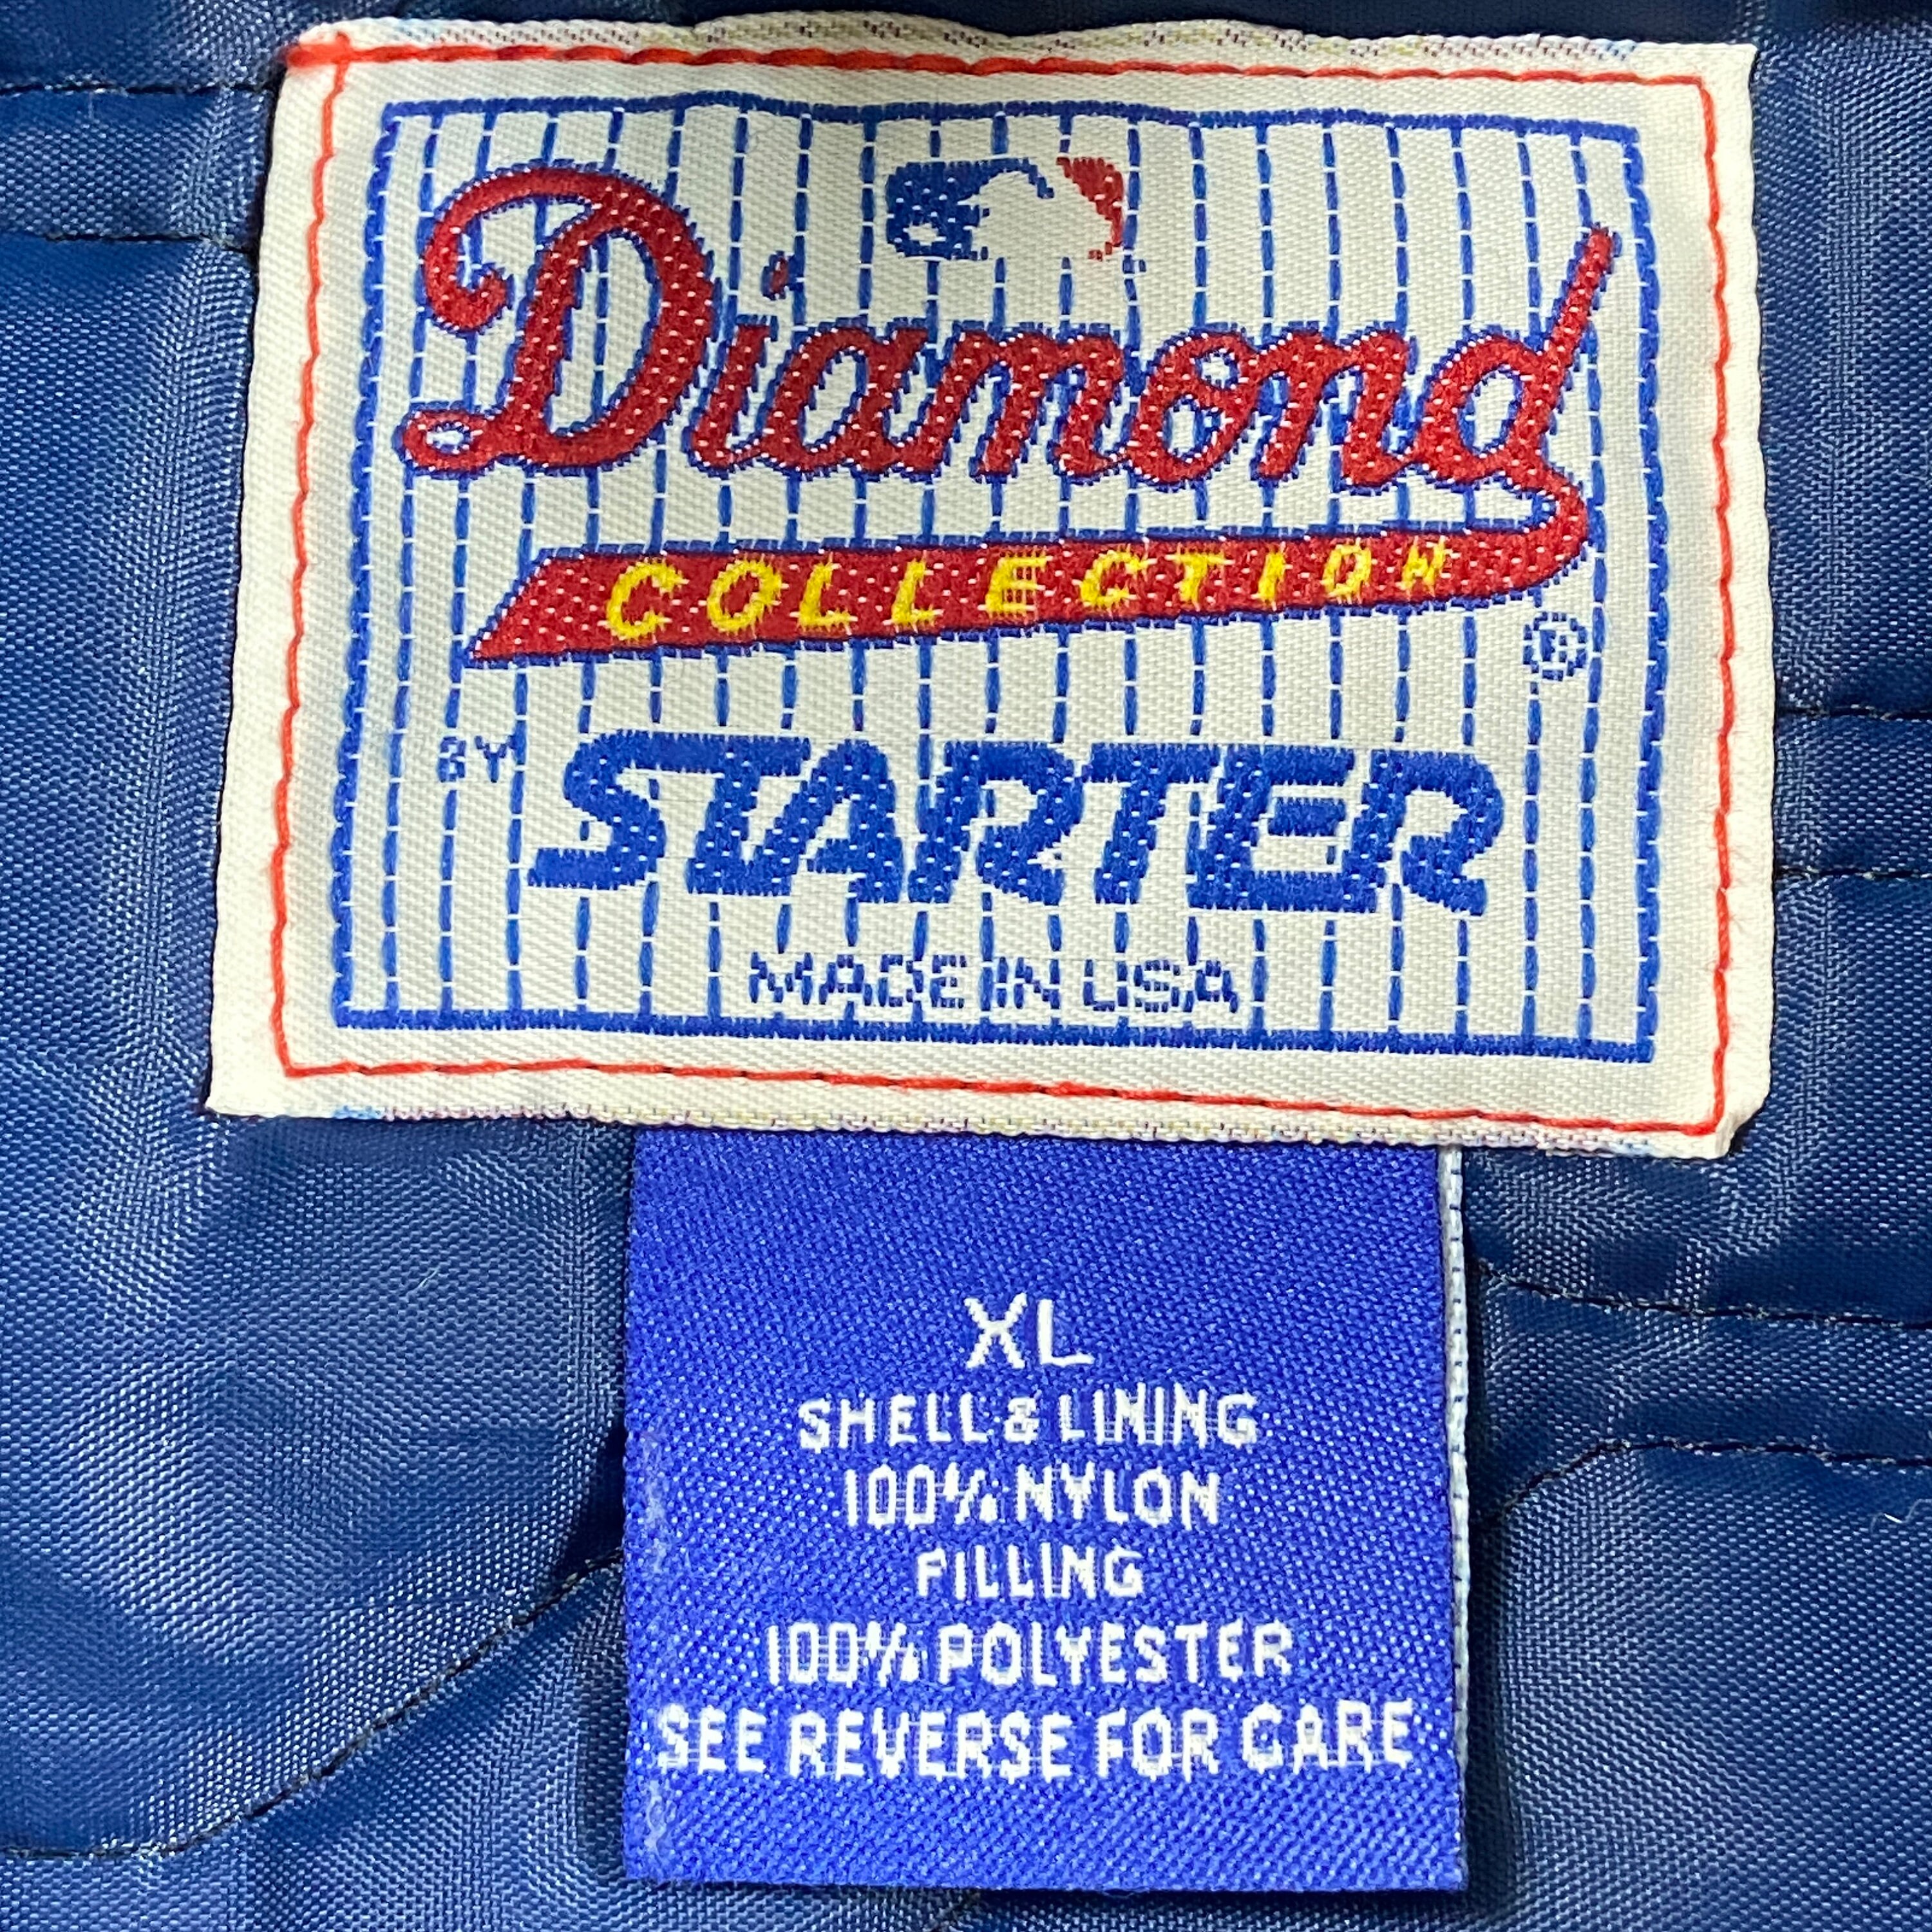 Diamond
COLLECTION
®
BY STARTER
MADE IN USA
XL
SHELL & LINING
100% NYLON
FILLING
100% POLYESTER
SEE REVERSE FOR CARE